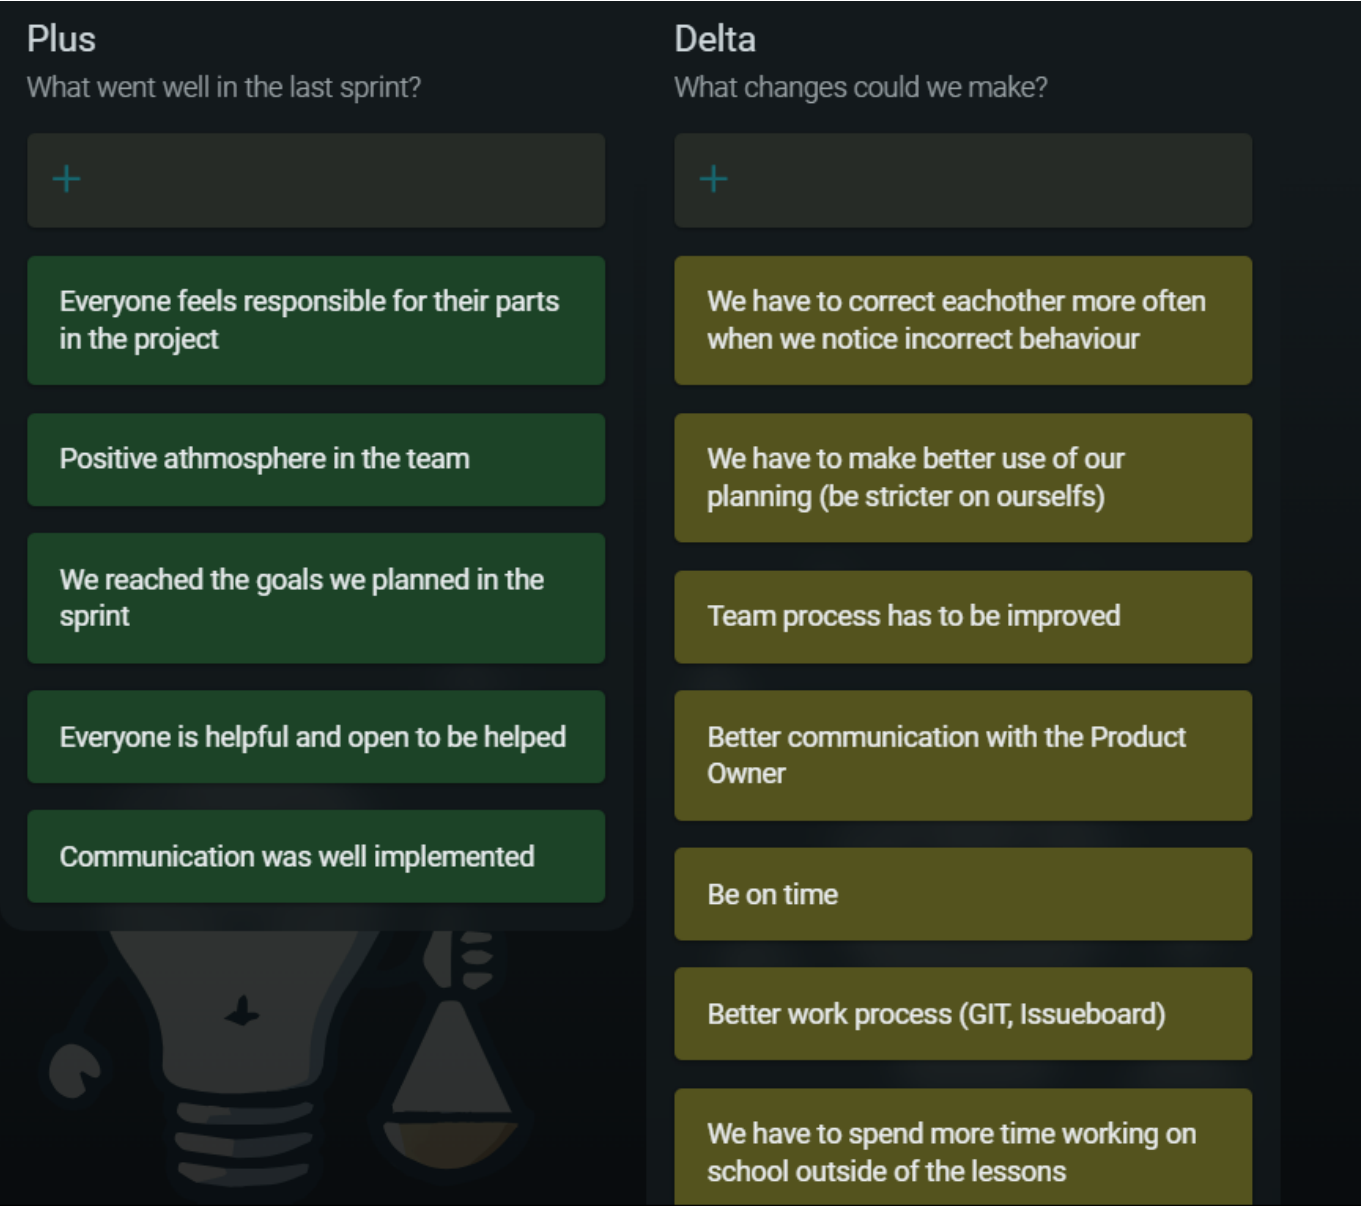 Plus
What went well in the last sprint?
+
Everyone feels responsible for their parts
in the project
Positive athmosphere in the team
We reached the goals we planned in the
sprint
Everyone is helpful and open to be helped
Communication was well implemented
Delta
What changes could we make?
+
We have to correct eachother more often
when we notice incorrect behaviour
We have to make better use of our
planning (be stricter on ourselfs)
Team process has to be improved
Better communication with the Product
Owner
Be on time
Better work process (GIT, Issueboard)
We have to spend more time working on
school outside of the lessons